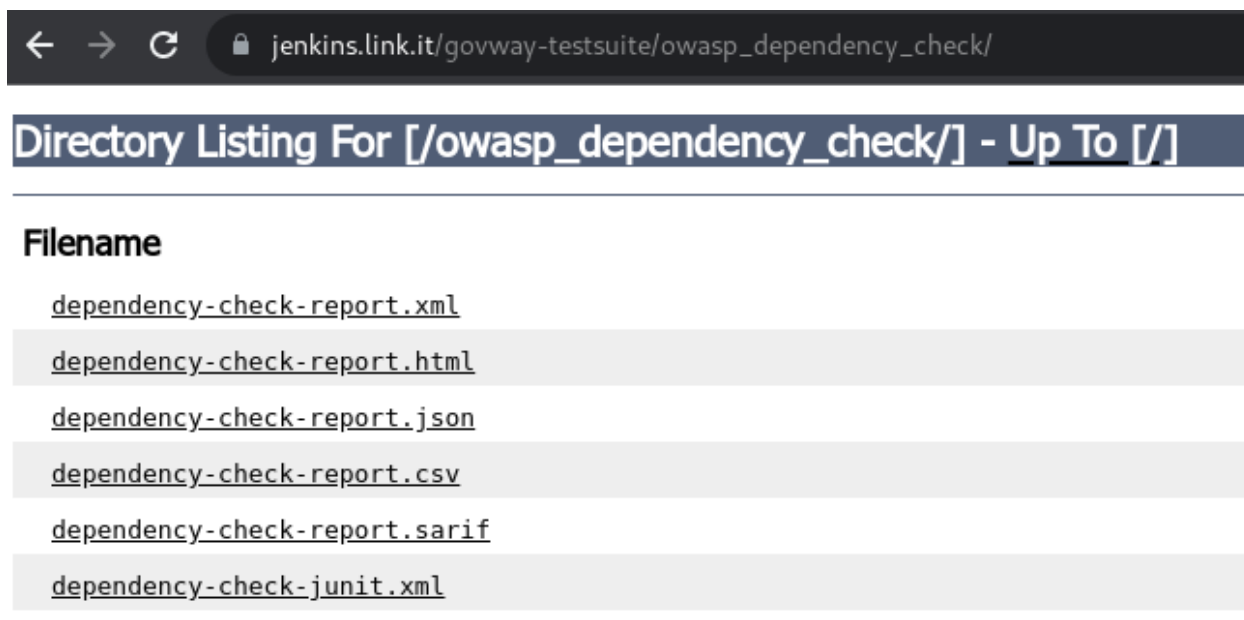 jenkins.link.it/govway-testsuite/owasp_dependency_check/
Directory Listing For [/owasp_dependency_check/] - Up To [/]
Filename
dependency-check-report.xml
dependency-check-report.html
dependency-check-report.json
dependency-check-report.csv
dependency-check-report.sarif
dependency-check-junit.xml